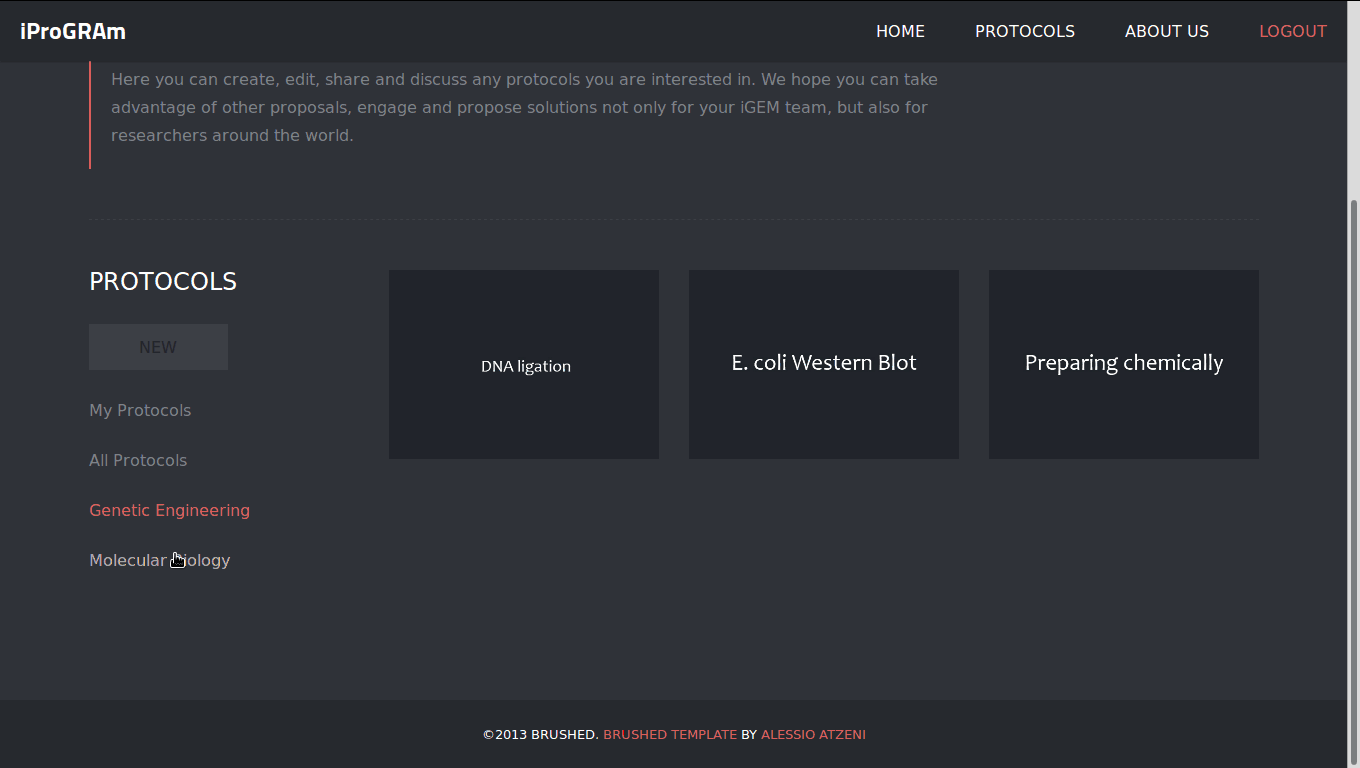 iProGRAm
HOME
PROTOCOLS
ABOUT US
LOGOUT
Here you can create, edit, share and discuss any protocols you are interested in. We hope you can take
advantage of other proposals, engage and propose solutions not only for your iGEM team, but also for
researchers around the world.
PROTOCOLS
NEW
My Protocols
All Protocols
Genetic Engineering
Molecular Biology
DNA ligation
E. coli Western Blot
Preparing chemically
©2013 BRUSHED. BRUSHED TEMPLATE BY ALESSIO ATZENI